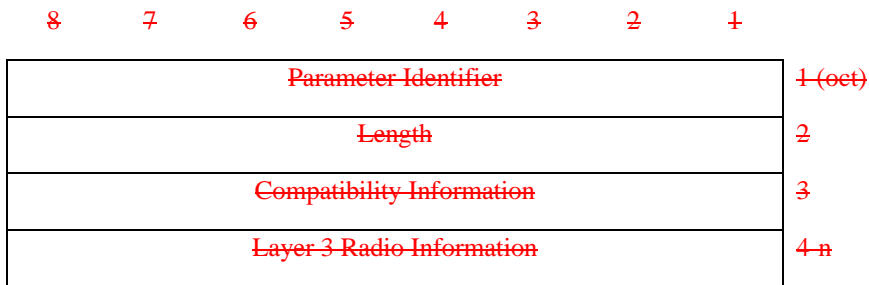 8 7 6 5 4 3 2 1
Parameter Identifier 1 (oct)
Length 2
Compatibility Information 3
Layer 3 Radio Information 4-n